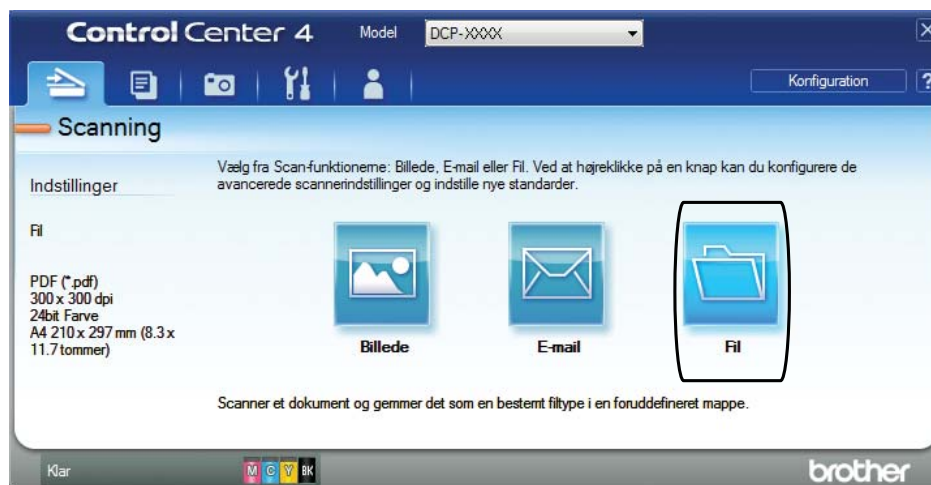 Control Center 4 Model DCP-XXXX
Konfiguration ?
Scanning
Vælg fra Scan-funktionerne: Billede, E-mail eller Fil. Ved at højreklikke på en knap kan du konfigurere de
avancerede scannerindstillinger og indstille nye standarder.
Indstillinger
Fil
PDF (*.pdf)
300 x 300 dpi
24bit Farve
A4 210 x 297 mm (8.3 x
11.7 tommer)
Billede E-mail Fil
Scanner et dokument og gemmer det som en bestemt filtype i en foruddefineret mappe.
Klar M C Y BK brother